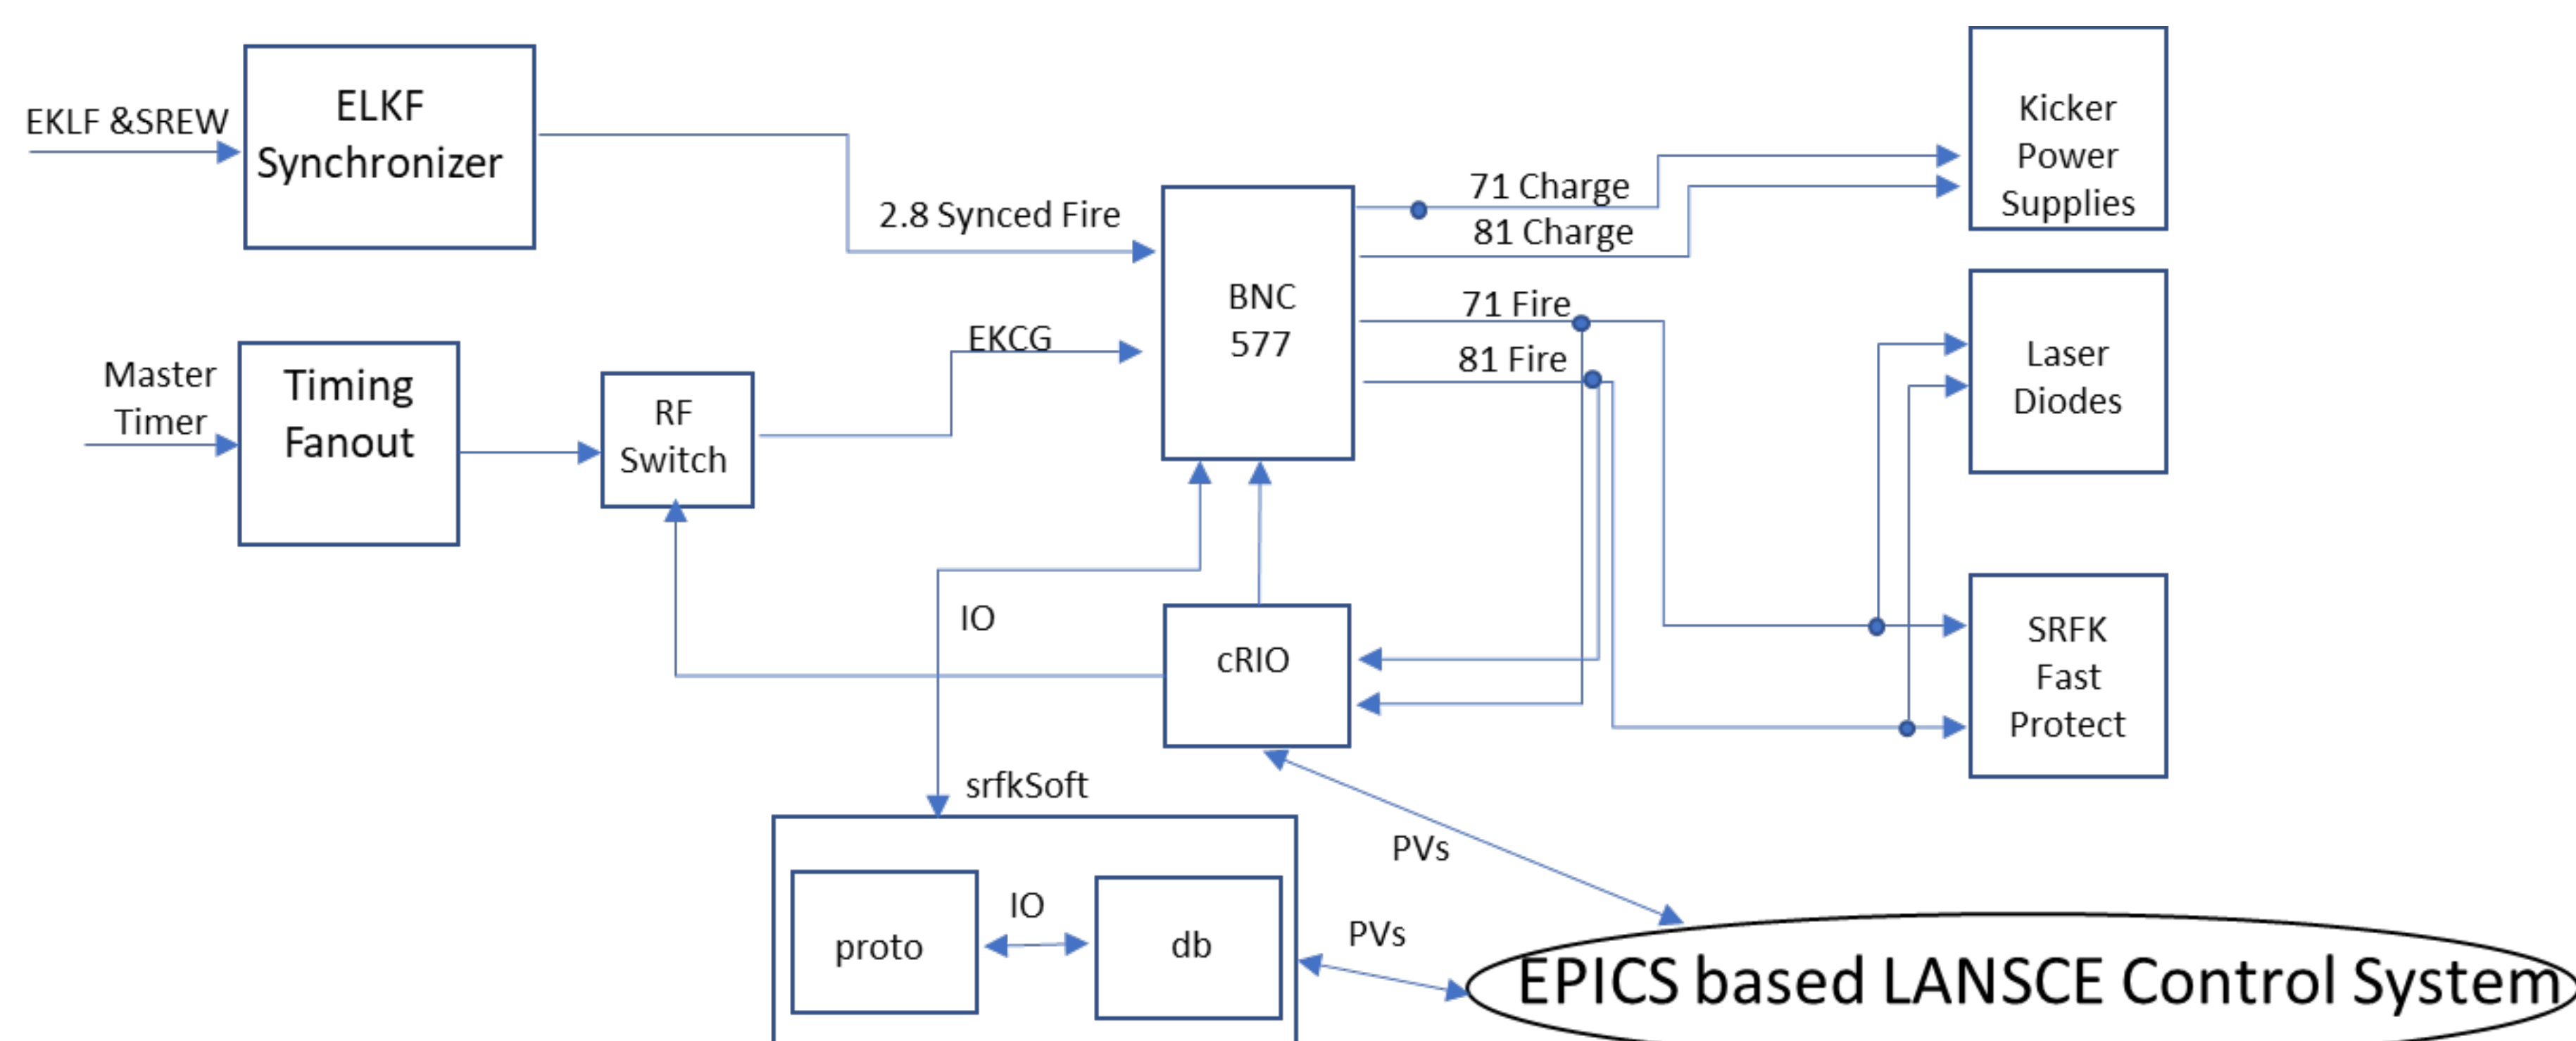 EKLF &SREW
ELKF
Synchronizer
2.8 Synced Fire
Master
Timer
Timing
Fanout
RF
Switch
EKCG
BNC
577
71 Charge
81 Charge
71 Fire
81 Fire
Kicker
Power
Supplies
Laser
Diodes
SRFK
Fast
Protect
IO
cRIO
srfkSoft
proto
IO
db
PVs
PVs
EPICS based LANSCE Control System